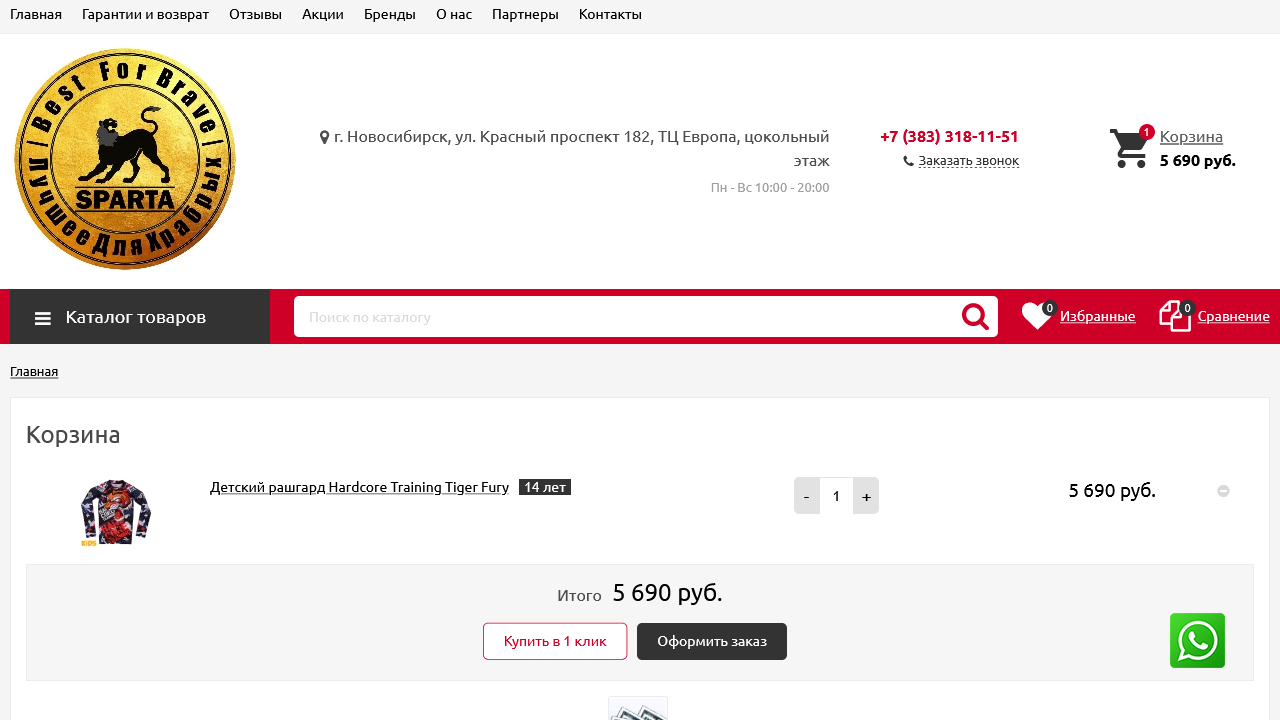 Главная Гарантии и возврат Отзывы Акции Бренды О нас Партнеры Контакты
| Best For Brave |
SPARTA
Лучшее Для Храбрых
г. Новосибирск, ул. Красный проспект 182, ТЦ Европа, цокольный
этаж
Пн - Вс 10:00 - 20:00
+7 (383) 318-11-51
Заказать звонок
1
Корзина
5 690 руб.
Каталог товаров
Поиск по каталогу
0 Избранные
0 Сравнение
Главная
Корзина
KIDS
Детский рашгард Hardcore Training Tiger Fury 14 лет
- 1 +
5 690 руб.
Итого 5 690 руб.
Купить в 1 клик
Оформить заказ